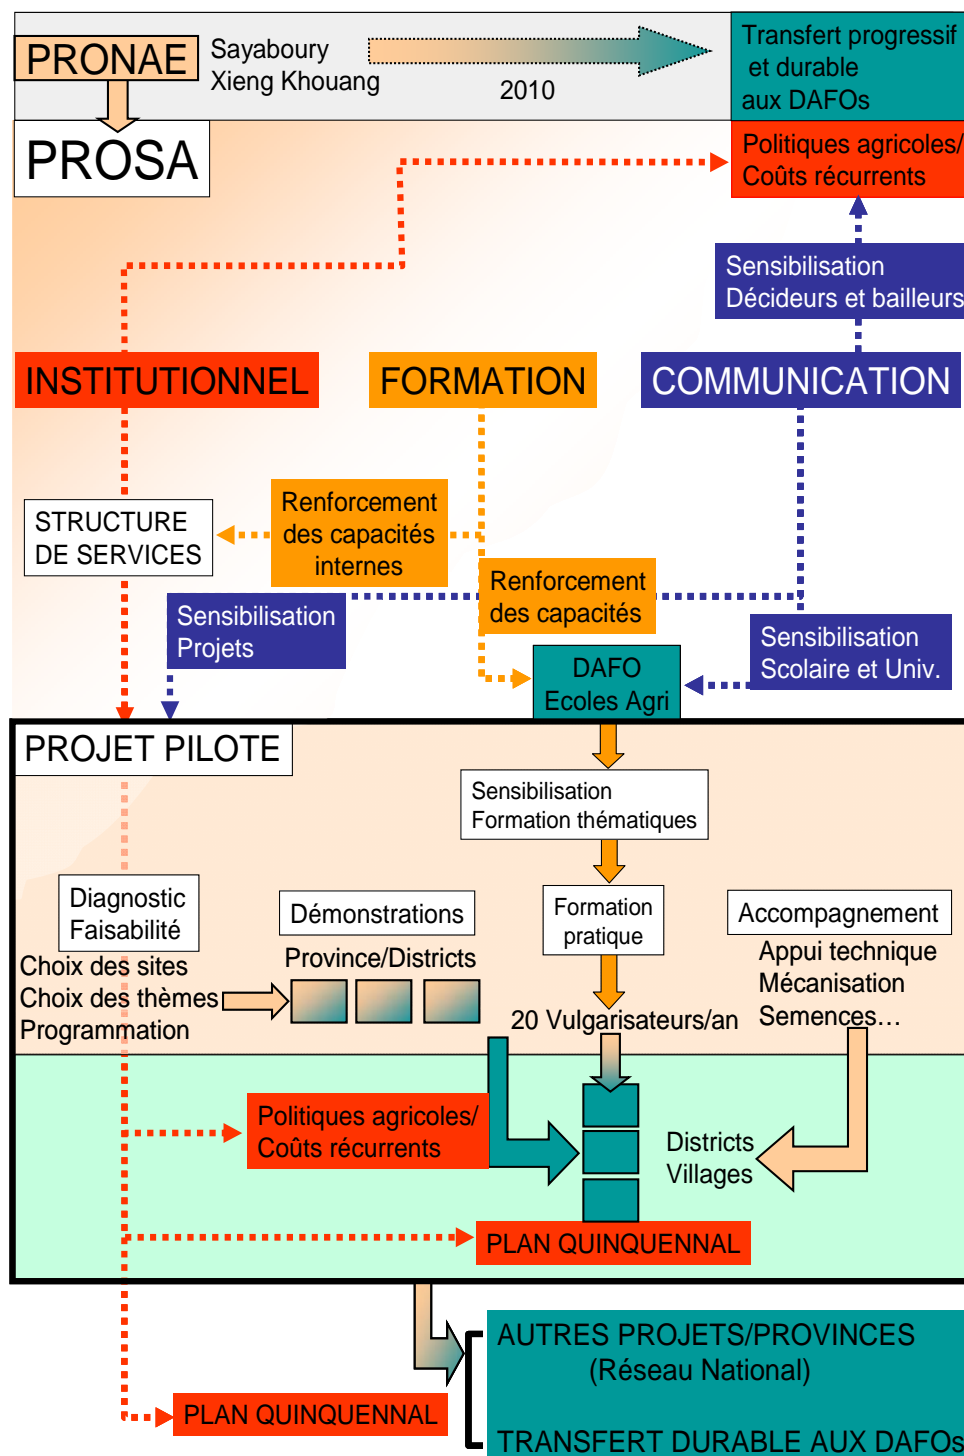 PRONAE
Sayaboury
Xieng Khouang
2010
Transfert progressif
et durable
aux DAFOs
PROSA
Politiques agricoles/
Coûts récurrents
Sensibilisation
Décideurs et bailleurs
INSTITUTIONNEL
FORMATION
COMMUNICATION
STRUCTURE
DE SERVICES
Renforcement
des capacités
internes
Renforcement
des capacités
Sensibilisation
Projets
Sensibilisation
Scolaire et Univ.
DAFO
Ecoles Agri
PROJET PILOTE
Sensibilisation
Formation thématiques
Diagnostic
Faisabilité
Démonstrations
Formation
pratique
Accompagnement
Choix des sites
Choix des thèmes
Programmation
Province/Districts
20 Vulgarisateurs/an
Appui technique
Mécanisation
Semences…
Politiques agricoles/
Coûts récurrents
Districts
Villages
PLAN QUINQUENNAL
AUTRES PROJETS/PROVINCES
(Réseau National)
PLAN QUINQUENNAL
TRANSFERT DURABLE AUX DAFOs